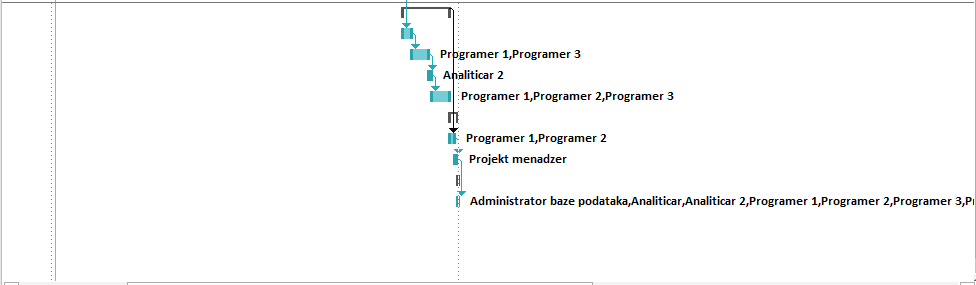 Programer 1,Programer 3
Analiticar 2
Programer 1,Programer 2,Programer 3
Programer 1,Programer 2
Projekt menadzer
Administrator baze podataka,Analiticar,Analiticar 2,Programer 1,Programer 2,Programer 3,